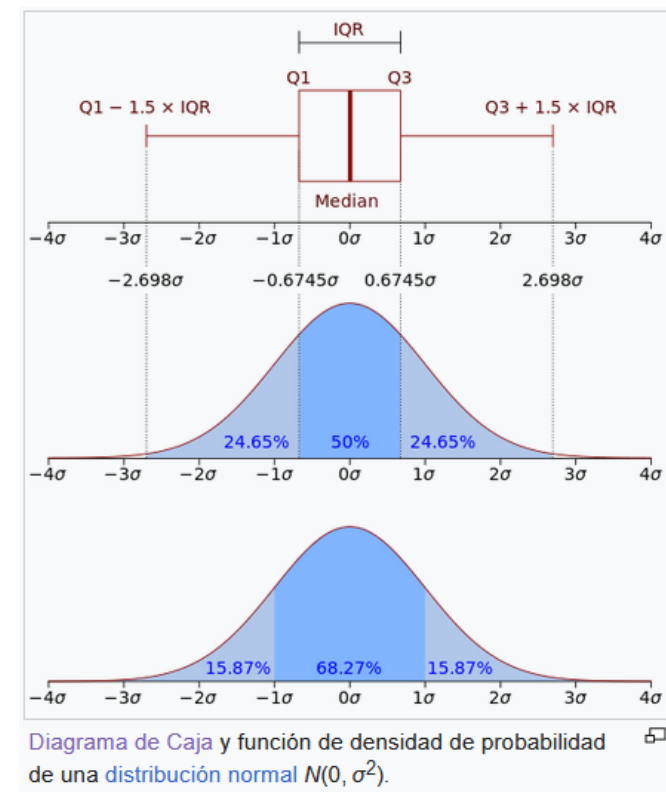 IQR
Q1 Q3
Q1 − 1.5 × IQR Q3 + 1.5 × IQR
Median
−4σ −3σ −2σ −1σ 0σ 1σ 2σ 3σ 4σ
−2.698σ −0.6745σ 0.6745σ 2.698σ
24.65% 50% 24.65%
−4σ −3σ −2σ −1σ 0σ 1σ 2σ 3σ 4σ
15.87% 68.27% 15.87%
−4σ −3σ −2σ −1σ 0σ 1σ 2σ 3σ 4σ
Diagrama de Caja y función de densidad de probabilidad
de una distribución normal N(0, σ²).